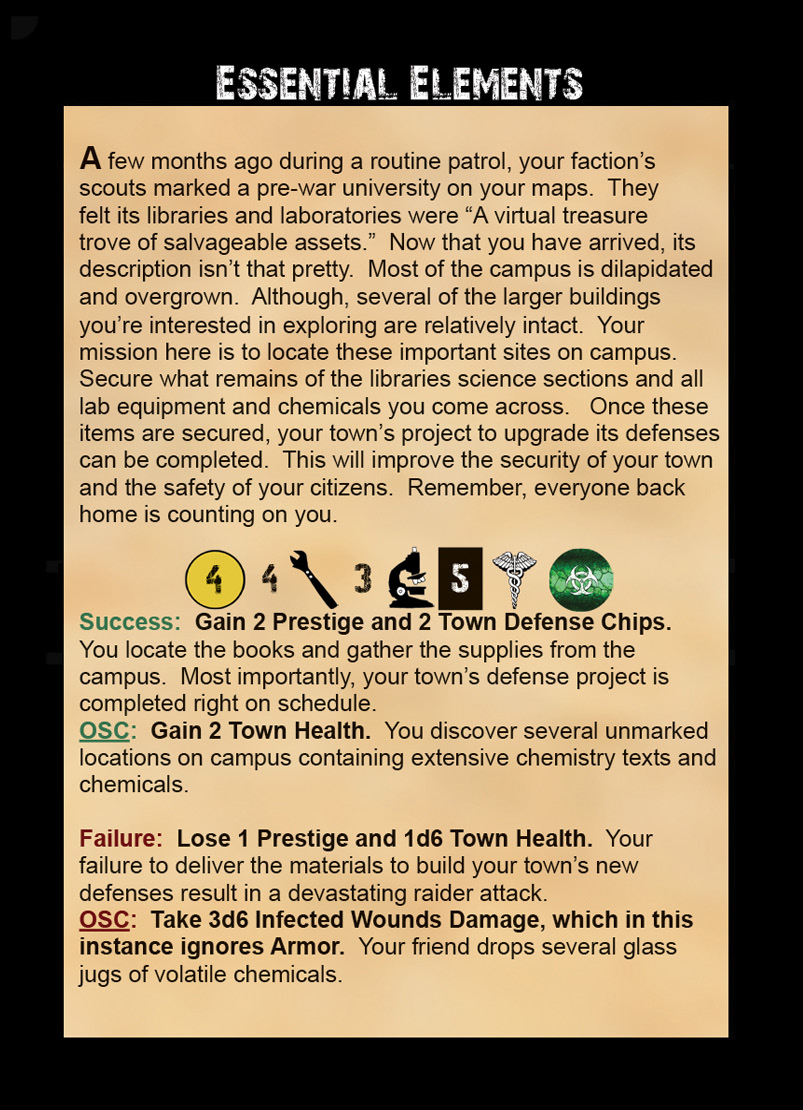 Essential Elements
A few months ago during a routine patrol, your faction's
scouts marked a pre-war university on your maps.  They
felt its libraries and laboratories were “A virtual treasure
trove of salvageable assets.”  Now that you have arrived, its
description isn't that pretty.  Most of the campus is dilapidated
and overgrown.  Although, several of the larger buildings
you're interested in exploring are relatively intact.  Your
mission here is to locate these important sites on campus.
Secure what remains of the libraries science sections and all
lab equipment and chemicals you come across.   Once these
items are secured, your town's project to upgrade its defenses
can be completed.  This will improve the security of your town
and the safety of your citizens.  Remember, everyone back
home is counting on you.
4 4 3 5
Success:  Gain 2 Prestige and 2 Town Defense Chips.
You locate the books and gather the supplies from the
campus.  Most importantly, your town's defense project is
completed right on schedule.
OSC:  Gain 2 Town Health.  You discover several unmarked
locations on campus containing extensive chemistry texts and
chemicals.
Failure:  Lose 1 Prestige and 1d6 Town Health.  Your
failure to deliver the materials to build your town's new
defenses result in a devastating raider attack.
OSC:  Take 3d6 Infected Wounds Damage, which in this
instance ignores Armor.  Your friend drops several glass
jugs of volatile chemicals.